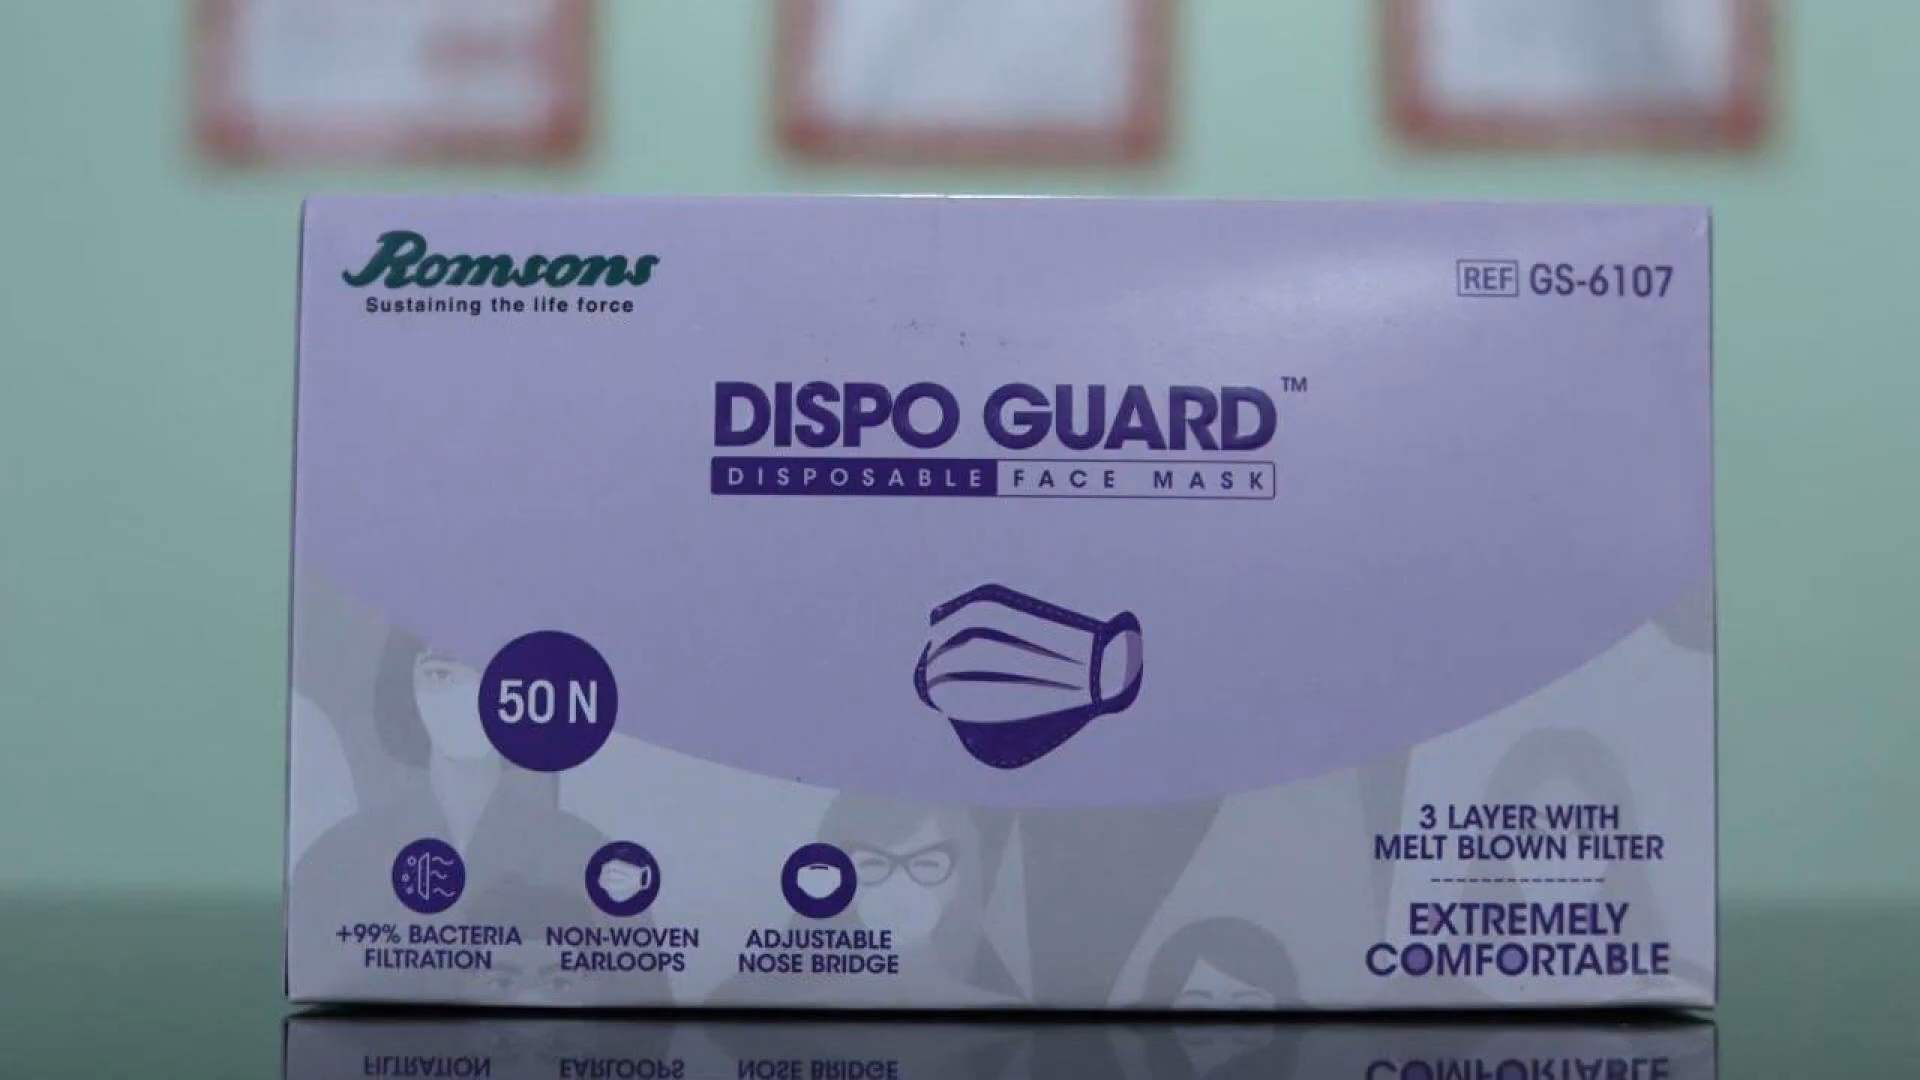 Romsons
Sustaining the life force
REF GS-6107
DISPO GUARD™
DISPOSABLE FACE MASK
50 N
3 LAYER WITH
MELT BLOWN FILTER
EXTREMELY
COMFORTABLE
+99% BACTERIA
FILTRATION
NON-WOVEN
EARLOOPS
ADJUSTABLE
NOSE BRIDGE